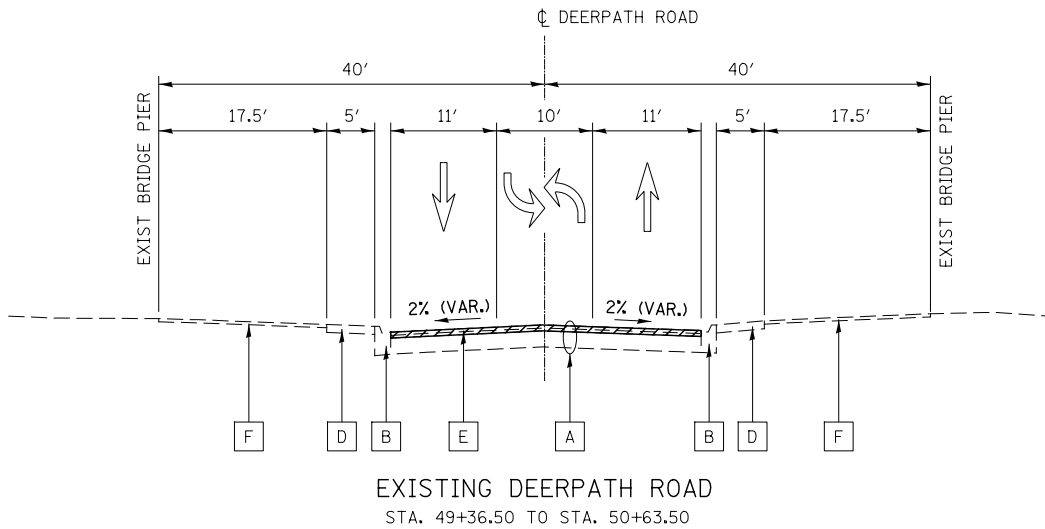 ℄ DEERPATH ROAD
40' 40'
17.5' 5' 11' 10' 11' 5' 17.5'
EXIST BRIDGE PIER
EXIST BRIDGE PIER
2% (VAR.) 2% (VAR.)
F D B E A B D F
EXISTING DEERPATH ROAD
STA. 49+36.50 TO STA. 50+63.50